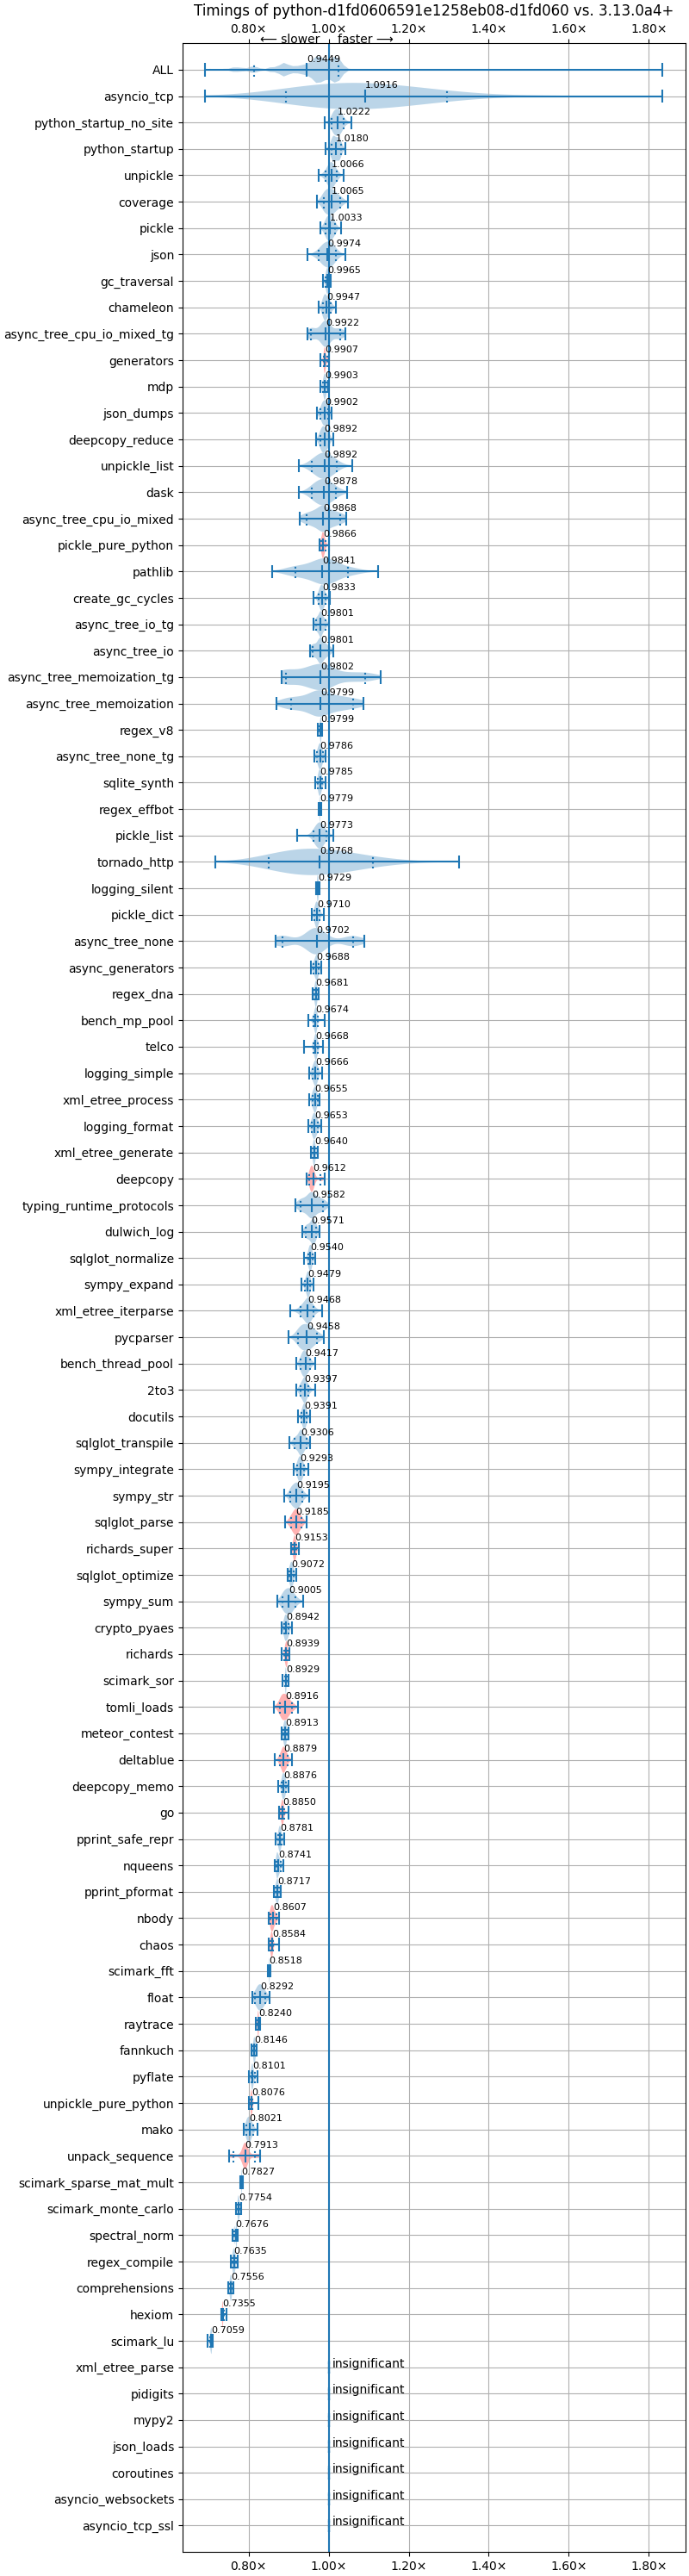 Timings of python-d1fd0606591e1258eb08-d1fd060 vs. 3.13.0a4+
0.80× 1.00× 1.20× 1.40× 1.60× 1.80×
⟵ slower faster ⟶
ALL 0.9449
asyncio_tcp 1.0916
python_startup_no_site 1.0222
python_startup 1.0180
unpickle 1.0066
coverage 1.0065
pickle 1.0033
json 0.9974
gc_traversal 0.9965
chameleon 0.9947
async_tree_cpu_io_mixed_tg 0.9922
generators 0.9907
mdp 0.9903
json_dumps 0.9902
deepcopy_reduce 0.9892
unpickle_list 0.9892
dask 0.9878
async_tree_cpu_io_mixed 0.9868
pickle_pure_python 0.9866
pathlib 0.9841
create_gc_cycles 0.9833
async_tree_io_tg 0.9801
async_tree_io 0.9801
async_tree_memoization_tg 0.9802
async_tree_memoization 0.9799
regex_v8 0.9799
async_tree_none_tg 0.9786
sqlite_synth 0.9785
regex_effbot 0.9779
pickle_list 0.9773
tornado_http 0.9768
logging_silent 0.9729
pickle_dict 0.9710
async_tree_none 0.9702
async_generators 0.9688
regex_dna 0.9681
bench_mp_pool 0.9674
telco 0.9668
logging_simple 0.9666
xml_etree_process 0.9655
logging_format 0.9653
xml_etree_generate 0.9640
deepcopy 0.9612
typing_runtime_protocols 0.9582
dulwich_log 0.9571
sqlglot_normalize 0.9540
sympy_expand 0.9479
xml_etree_iterparse 0.9468
pycparser 0.9458
bench_thread_pool 0.9417
2to3 0.9397
docutils 0.9391
sqlglot_transpile 0.9306
sympy_integrate 0.9293
sympy_str 0.9195
sqlglot_parse 0.9185
richards_super 0.9153
sqlglot_optimize 0.9072
sympy_sum 0.9005
crypto_pyaes 0.8942
richards 0.8939
scimark_sor 0.8929
tomli_loads 0.8916
meteor_contest 0.8913
deltablue 0.8879
deepcopy_memo 0.8876
go 0.8850
pprint_safe_repr 0.8781
nqueens 0.8741
pprint_pformat 0.8717
nbody 0.8607
chaos 0.8584
scimark_fft 0.8518
float 0.8292
raytrace 0.8240
fannkuch 0.8146
pyflate 0.8101
unpickle_pure_python 0.8076
mako 0.8021
unpack_sequence 0.7913
scimark_sparse_mat_mult 0.7827
scimark_monte_carlo 0.7754
spectral_norm 0.7676
regex_compile 0.7635
comprehensions 0.7556
hexiom 0.7355
scimark_lu 0.7059
xml_etree_parse insignificant
pidigits insignificant
mypy2 insignificant
json_loads insignificant
coroutines insignificant
asyncio_websockets insignificant
asyncio_tcp_ssl insignificant
0.80× 1.00× 1.20× 1.40× 1.60× 1.80×